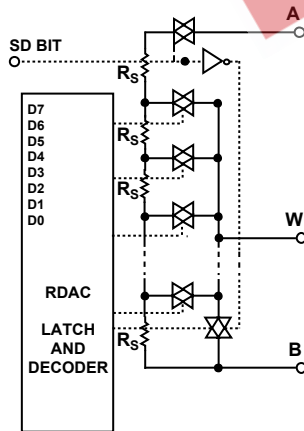 A
SD BIT
RS
D7
D6
D5
D4
D3
D2
D1
D0
RS
RS
W
RDAC
LATCH
AND
DECODER
RS
B